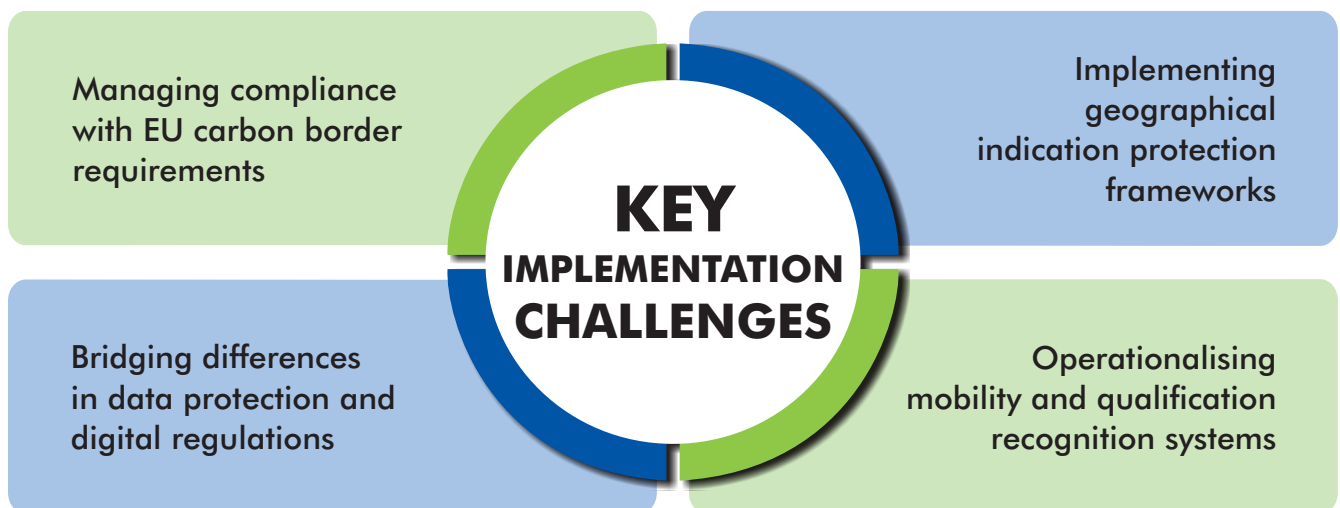 Managing compliance
with EU carbon border
requirements
Implementing
geographical
indication protection
frameworks
KEY
IMPLEMENTATION
CHALLENGES
Bridging differences
in data protection and
digital regulations
Operationalising
mobility and qualification
recognition systems